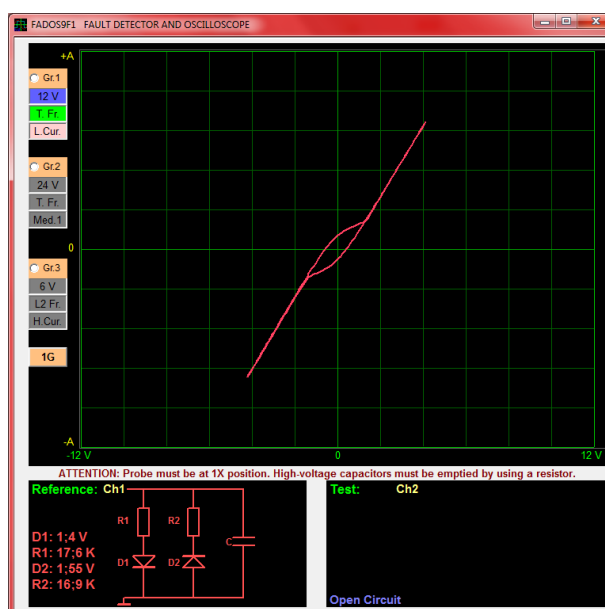 FADOS9F1 FAULT DETECTOR AND OSCILLOSCOPE
+A
Gr.1
12 V
T. Fr.
L.Cur.
Gr.2
24 V
T. Fr.
Med.1
0
Gr.3
6 V
L2 Fr.
H.Cur.
1G
-A
-12 V
0
12 V
ATTENTION: Probe must be at 1X position. High-voltage capacitors must be emptied by using a resistor.
Reference: Ch1
R1
R2
C
D1
D2
D1: 1;4 V
R1: 17;6 K
D2: 1;55 V
R2: 16;9 K
Test: Ch2
Open Circuit